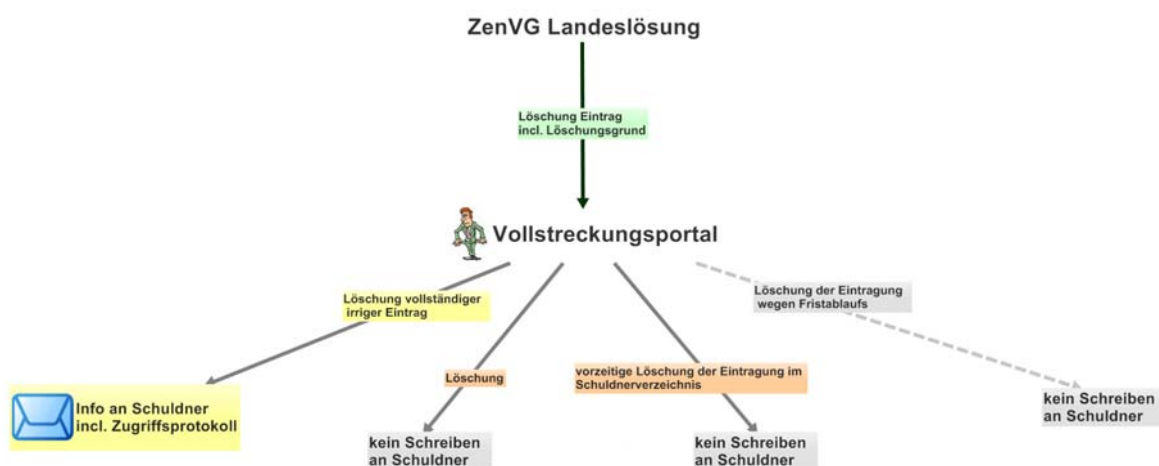 ZenVG Landeslösung
Löschung Eintrag
incl. Löschungsgrund
Vollstreckungsportal
Löschung vollständiger
irriger Eintrag
Löschung
vorzeitige Löschung der Eintragung im
Schuldnerverzeichnis
Löschung der Eintragung
wegen Fristablaufs
Info an Schuldner
incl. Zugriffsprotokoll
kein Schreiben
an Schuldner
kein Schreiben
an Schuldner
kein Schreiben
an Schuldner